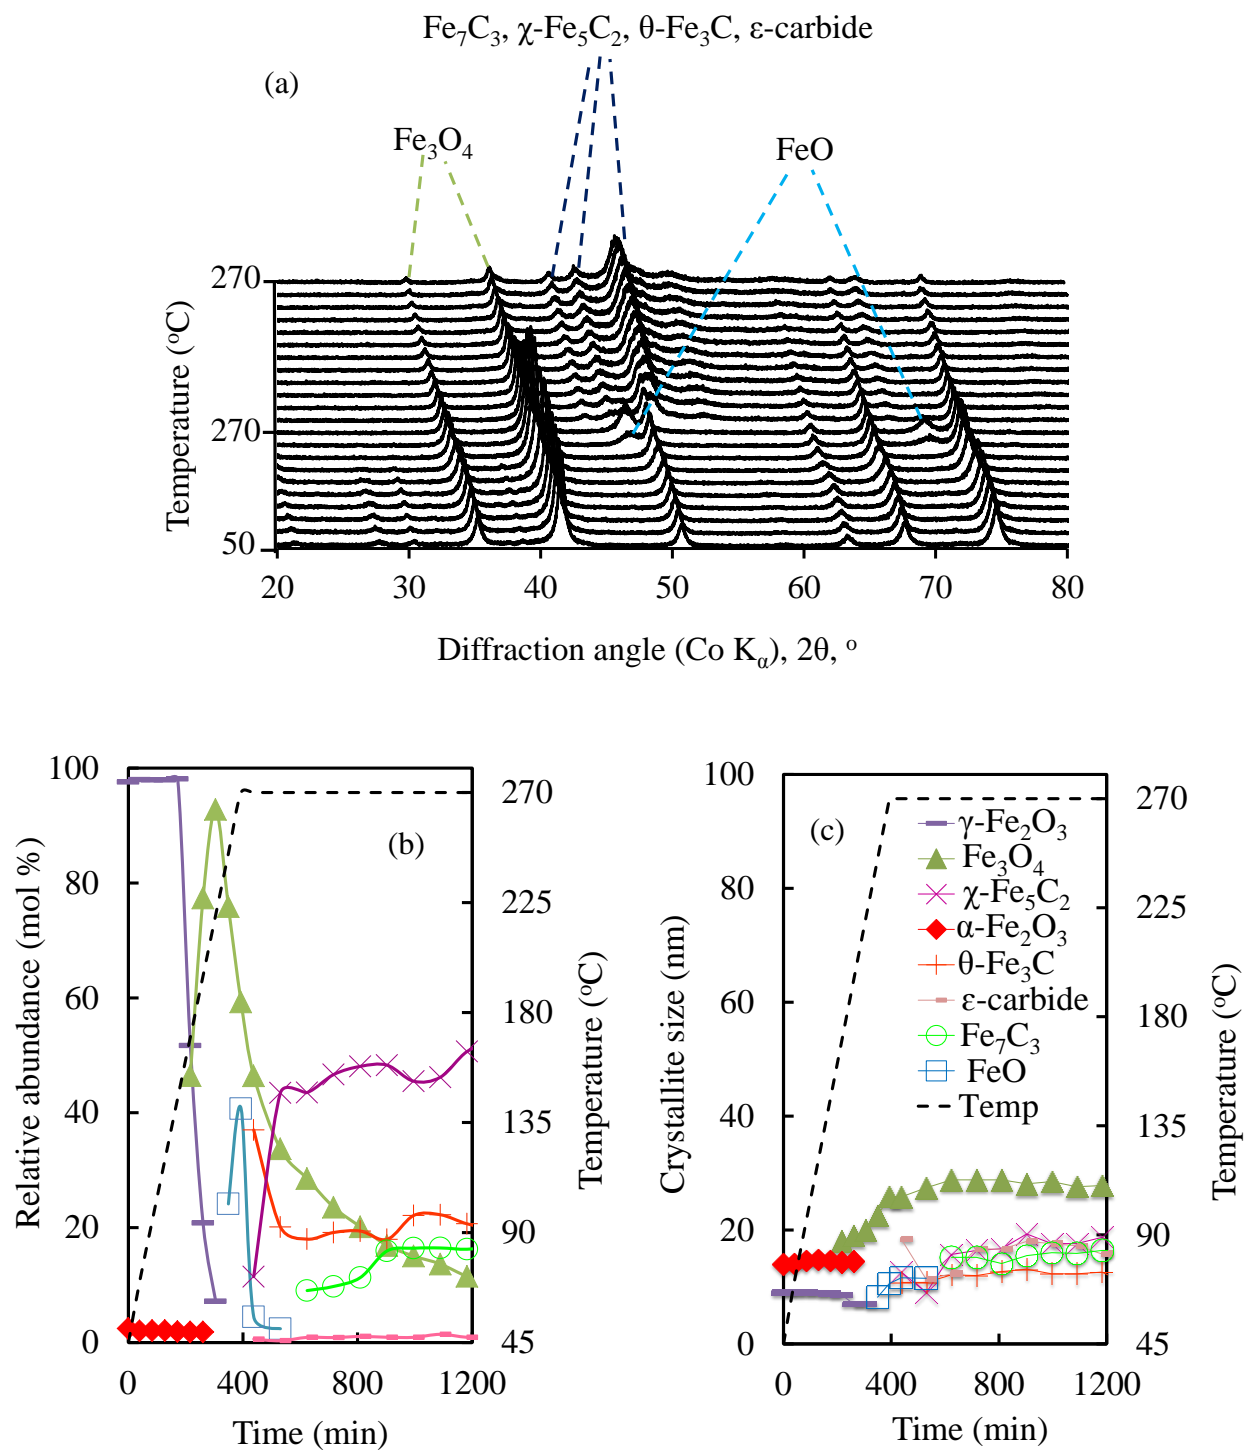 Fe₇C₃, χ-Fe₅C₂, θ-Fe₃C, ε-carbide
(a)
Fe₃O₄
FeO
270
270
50
Temperature (°C)
20 30 40 50 60 70 80
Diffraction angle (Co Kα), 2θ, °
100
80
60
40
20
0
Relative abundance (mol %)
(b)
270
225
180
135
90
45
Temperature (°C)
0 400 800 1200
Time (min)
100
80
60
40
20
0
Crystallite size (nm)
(c)
γ-Fe₂O₃
Fe₃O₄
χ-Fe₅C₂
α-Fe₂O₃
θ-Fe₃C
ε-carbide
Fe₇C₃
FeO
Temp
270
225
180
135
90
45
Temperature (°C)
0 400 800 1200
Time (min)